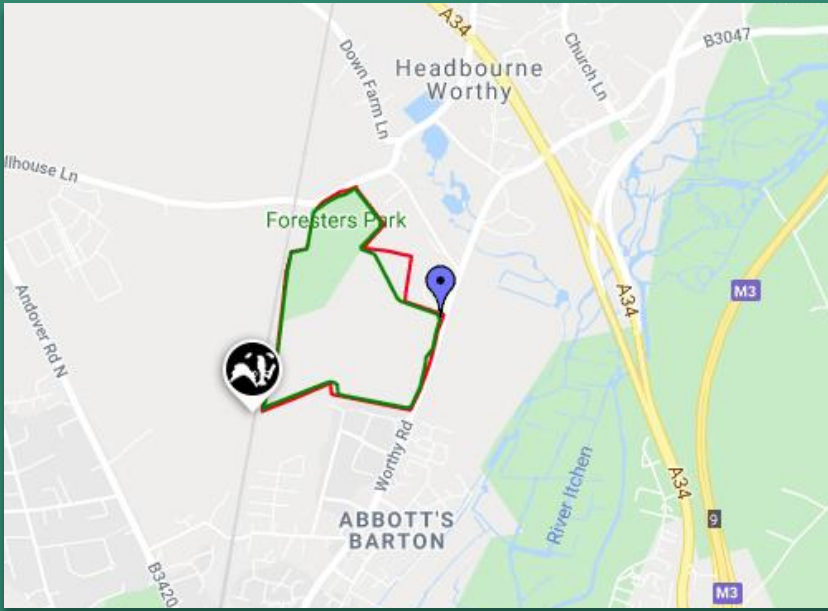 A34
B3047
Down Farm Ln
Church Ln
Headbourne
Worthy
llhouse Ln
Foresters Park
M3
A34
Andover Rd N
Worthy Rd
River Itchen
A34
ABBOTT'S
BARTON
9
B3420
M3